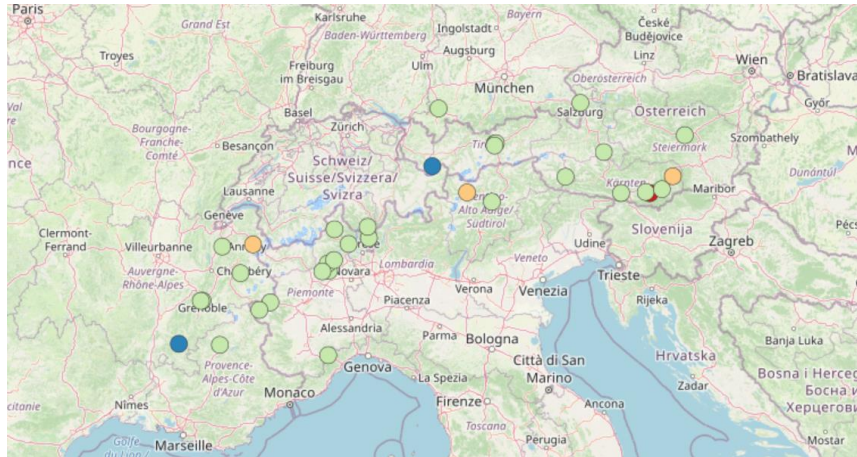 Paris
Karlsruhe
Bayern
České
Budějovice
Grand Est
Ingolstadt
Baden-Württemberg
Linz
Troyes
Augsburg
Ulm
Wien
Freiburg
im Breisgau
München
Oberösterreich
Bratislava
Salzburg
Basel
Österreich
Győr
Zürich
Bourgogne-
Franche-
Comté
Besançon
Steiermark
Szombathely
Schweiz/
Suisse/Svizzera/
Svizra
Dunántúl
Lausanne
Kärnten
Maribor
Alto Adige/
Südtirol
Genève
Slovenija
Clermont-
Ferrand
Villeurbanne
Udine
Zagreb
Auvergne-
Rhône-Alpes
Novara
Lombardia
Veneto
Trieste
Grenoble
Piemonte
Verona
Venezia
Rijeka
Piacenza
Alessandria
Parma
Bologna
Banja Luka
Genova
Città di San
Marino
Hrvatska
Provence-
Alpes-Côte
d'Azur
Monaco
La Spezia
Zadar
Nîmes
Firenze
Ancona
Marseille
Toscana
Perugia
Mostar